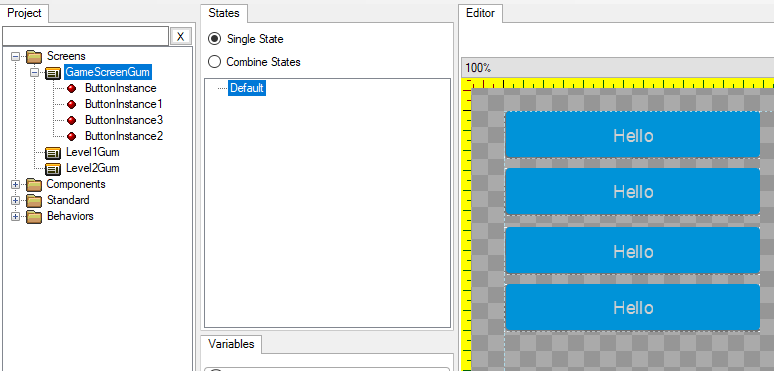 Project
X
Screens
GameScreenGum
ButtonInstance
ButtonInstance1
ButtonInstance3
ButtonInstance2
Level1Gum
Level2Gum
Components
Standard
Behaviors
States
Single State
Combine States
Default
Variables
Editor
100%
Hello
Hello
Hello
Hello